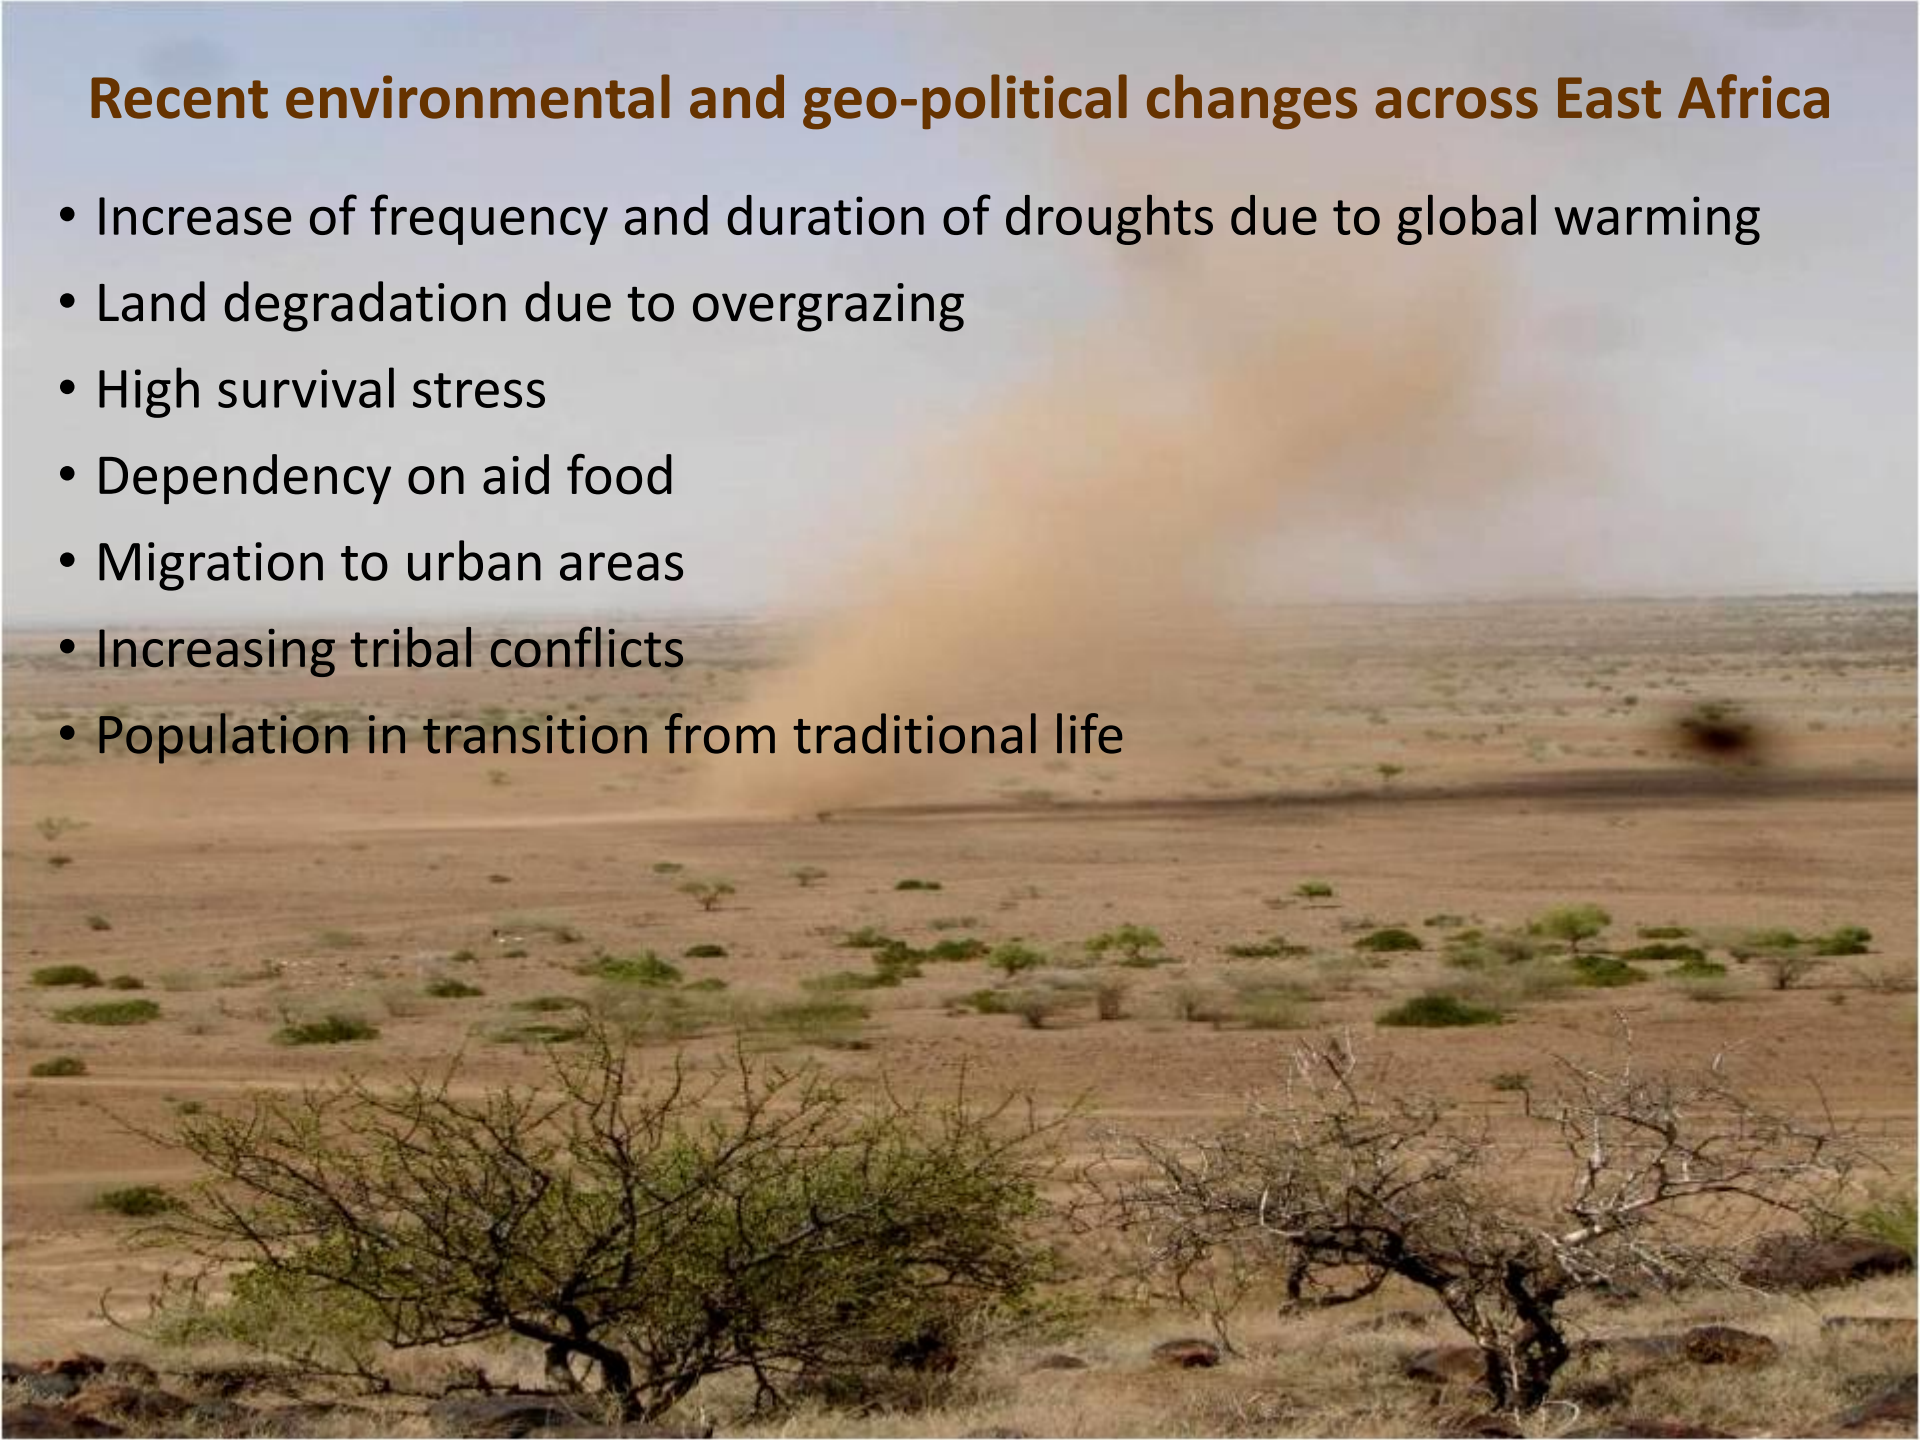 Recent environmental and geo-political changes across East Africa
• Increase of frequency and duration of droughts due to global warming
• Land degradation due to overgrazing
• High survival stress
• Dependency on aid food
• Migration to urban areas
• Increasing tribal conflicts
• Population in transition from traditional life